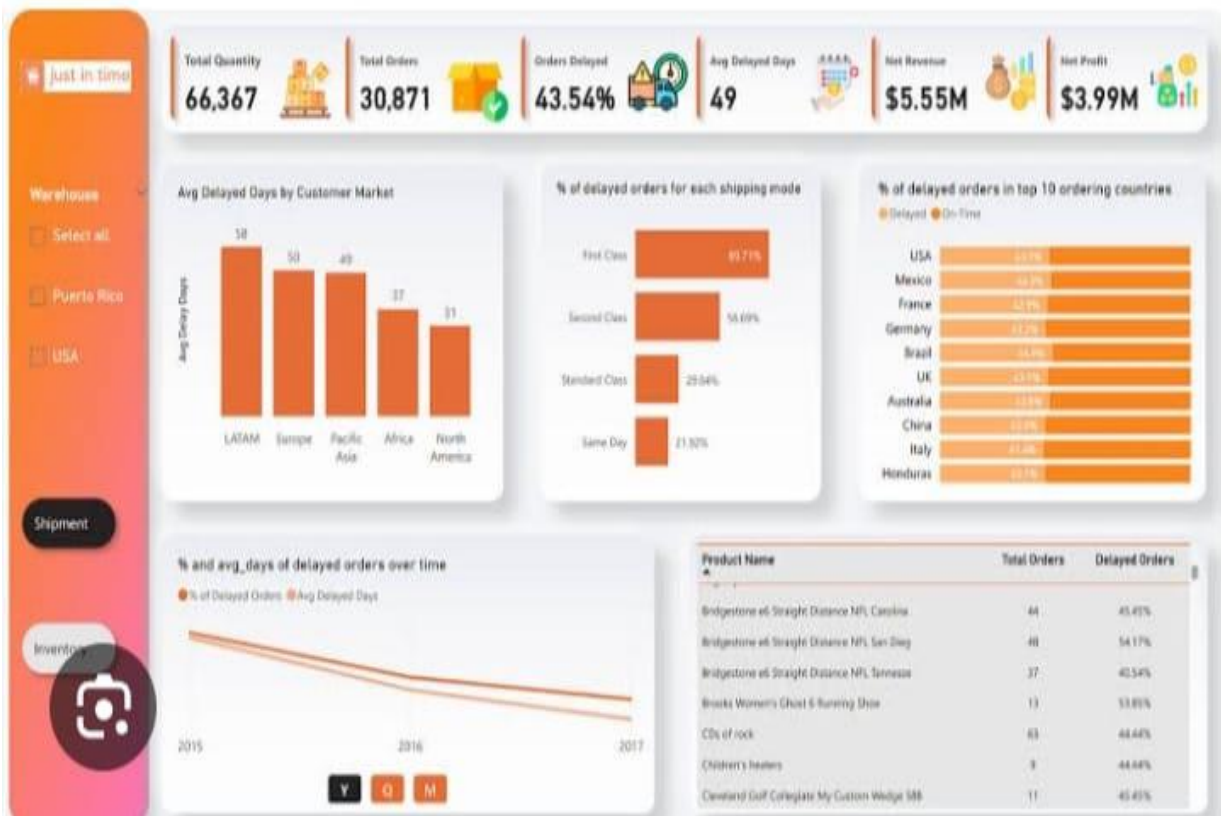 just in time
Total Quantity
66,367
Total Orders
30,871
Orders Delayed
43.54%
Avg Delayed Days
49
Net Revenue
$5.55M
Net Profit
$3.99M
Warehouse
Select all
Puerto Rico
USA
Shipment
Inventory
Avg Delayed Days by Customer Market
Avg Delay Days
58
50
49
37
31
LATAM
Europe
Pacific
Asia
Africa
North
America
% of delayed orders for each shipping mode
First Class
Second Class
56.69%
Standard Class
Same Day
% of delayed orders in top 10 ordering countries
Delayed On-Time
USA
Mexico
France
Germany
Brazil
UK
Australia
China
Italy
Honduras
% and avg_days of delayed orders over time
% of Delayed Orders Avg Delayed Days
2015 2016 2017
Y Q M
Product Name Total Orders Delayed Orders
Bridgestone e6 Straight Distance NFL Carolina 44 45.45%
Bridgestone e6 Straight Distance NFL San Diego 48 54.17%
Bridgestone e6 Straight Distance NFL Tennesse 37 40.54%
Brooks Women's Ghost 6 Running Shoe 13 53.85%
CDs of rock 63 44.44%
Children's heaters 9 44.44%
Cleveland Golf Collegiate My Custom Wedge 588 11 45.45%